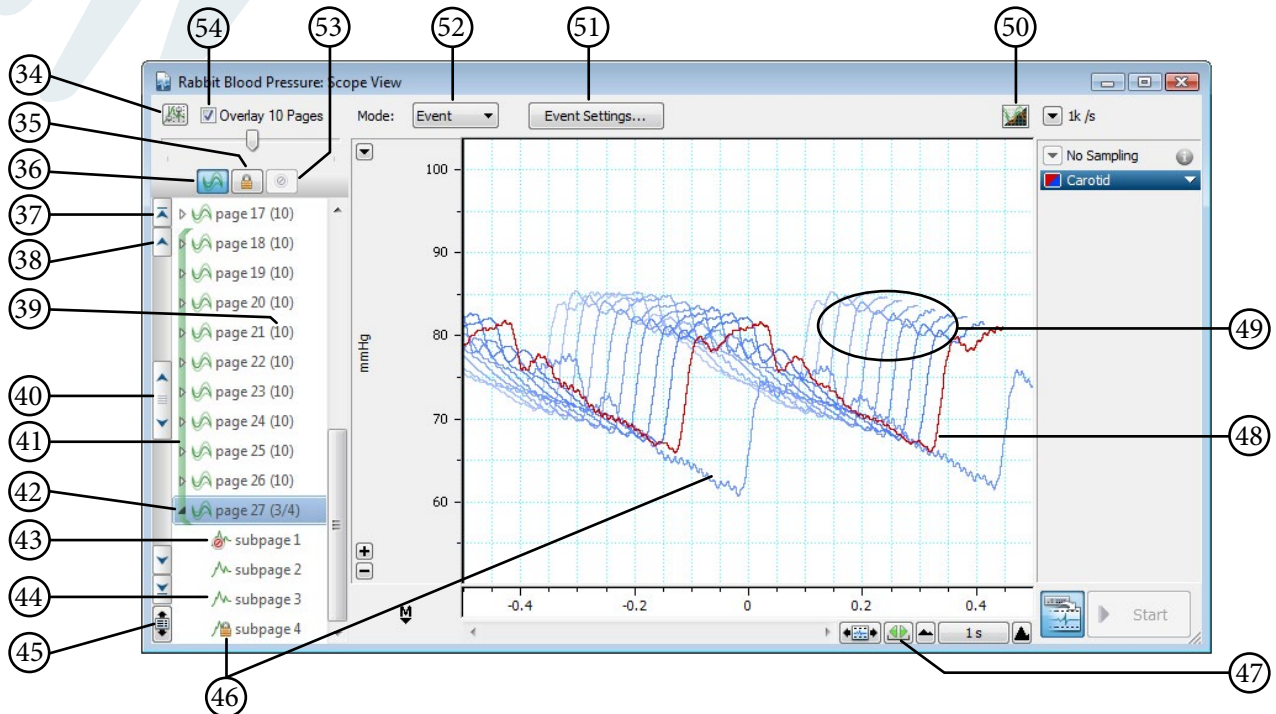 54
53
52
51
50
34
Rabbit Blood Pressure: Scope View
Overlay 10 Pages
Mode:
Event
Event Settings...
1k /s
35
36
No Sampling
Carotid
37
page 17 (10)
38
page 18 (10)
page 19 (10)
39
page 20 (10)
page 21 (10)
page 22 (10)
40
page 23 (10)
41
page 24 (10)
page 25 (10)
42
page 26 (10)
page 27 (3/4)
43
subpage 1
subpage 2
44
subpage 3
45
subpage 4
46
100
90
80
70
60
mmHg
+
−
M
-0.4
-0.2
0
0.2
0.4
1 s
Start
49
48
47